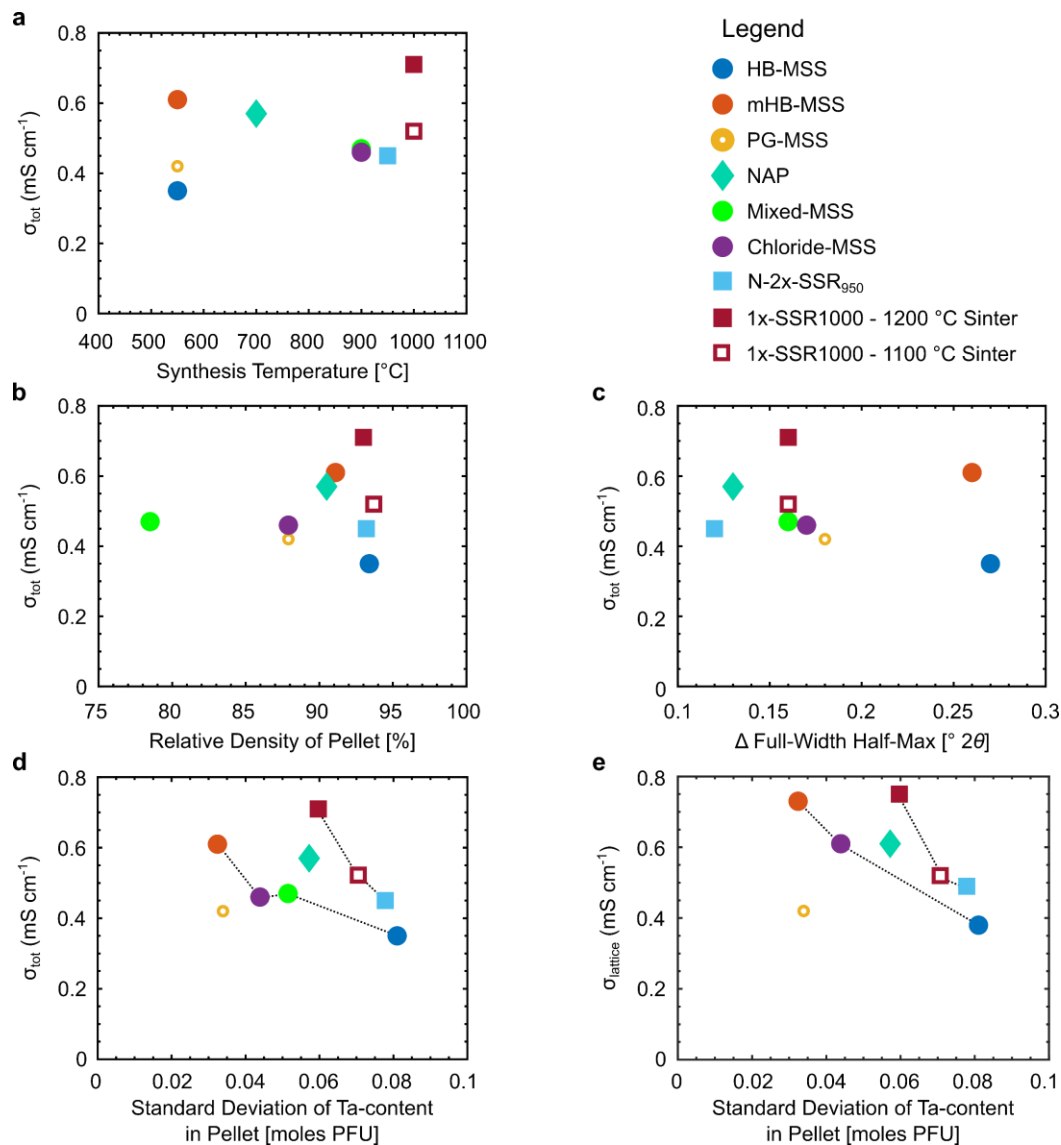 a
0.8
0.6
0.4
0.2
0
σtot (mS cm⁻¹)
400 500 600 700 800 900 1000 1100
Synthesis Temperature [°C]
Legend
HB-MSS
mHB-MSS
PG-MSS
NAP
Mixed-MSS
Chloride-MSS
N-2x-SSR₉₅₀
1x-SSR1000 - 1200 °C Sinter
1x-SSR1000 - 1100 °C Sinter
b
0.8
0.6
0.4
0.2
0
σtot (mS cm⁻¹)
75 80 85 90 95 100
Relative Density of Pellet [%]
c
0.8
0.6
0.4
0.2
0
σtot (mS cm⁻¹)
0.1 0.15 0.2 0.25 0.3
Δ Full-Width Half-Max [° 2θ]
d
0.8
0.6
0.4
0.2
0
σtot (mS cm⁻¹)
0 0.02 0.04 0.06 0.08 0.1
Standard Deviation of Ta-content
in Pellet [moles PFU]
e
0.8
0.6
0.4
0.2
0
σlattice (mS cm⁻¹)
0 0.02 0.04 0.06 0.08 0.1
Standard Deviation of Ta-content
in Pellet [moles PFU]